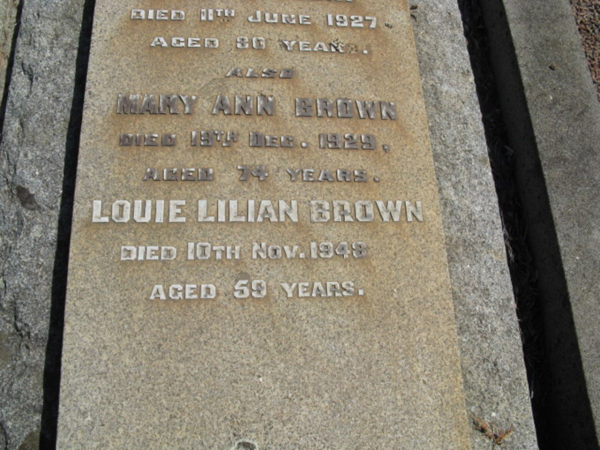 DIED 11TH JUNE 1927.
AGED 80 YEARS.
ALSO
MARY ANN BROWN
DIED 19TH DEC. 1929,
AGED 74 YEARS.
LOUIE LILIAN BROWN
DIED 10TH NOV. 1948
AGED 59 YEARS.